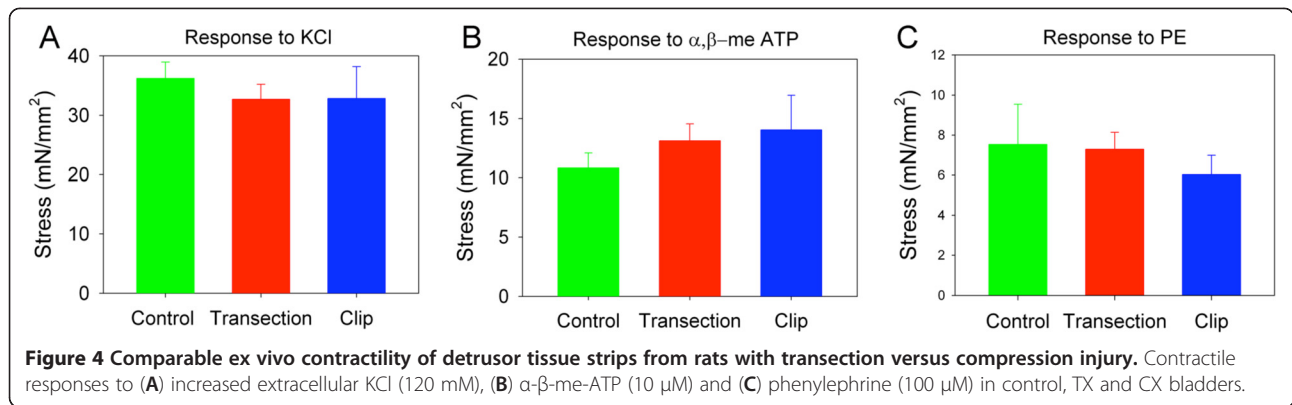 A
Response to KCl
Stress (mN/mm²)
40
30
20
10
0
Control Transection Clip
B
Response to α,β–me ATP
Stress (mN/mm²)
20
15
10
5
0
Control Transection Clip
C
Response to PE
Stress (mN/mm²)
12
10
8
6
4
2
0
Control Transection Clip
Figure 4 Comparable ex vivo contractility of detrusor tissue strips from rats with transection versus compression injury. Contractile
responses to (A) increased extracellular KCl (120 mM), (B) α-β-me-ATP (10 μM) and (C) phenylephrine (100 μM) in control, TX and CX bladders.